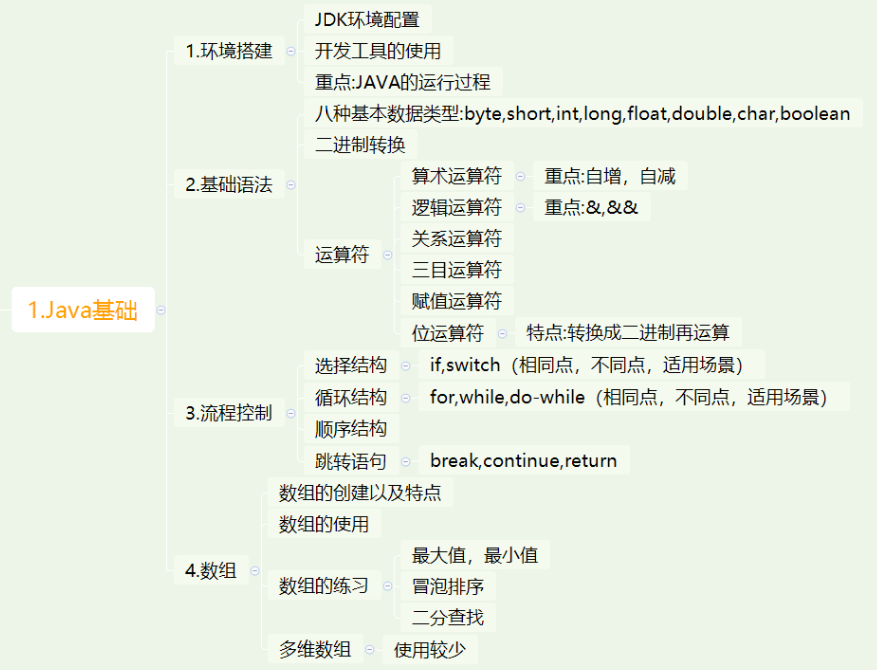 1.Java基础
1.环境搭建
JDK环境配置
开发工具的使用
重点:JAVA的运行过程
2.基础语法
八种基本数据类型:byte,short,int,long,float,double,char,boolean
二进制转换
运算符
算术运算符
重点:自增，自减
逻辑运算符
重点:&,&&
关系运算符
三目运算符
赋值运算符
位运算符
特点:转换成二进制再运算
3.流程控制
选择结构
if,switch（相同点，不同点，适用场景）
循环结构
for,while,do-while（相同点，不同点，适用场景）
顺序结构
跳转语句
break,continue,return
4.数组
数组的创建以及特点
数组的使用
数组的练习
最大值，最小值
冒泡排序
二分查找
多维数组
使用较少